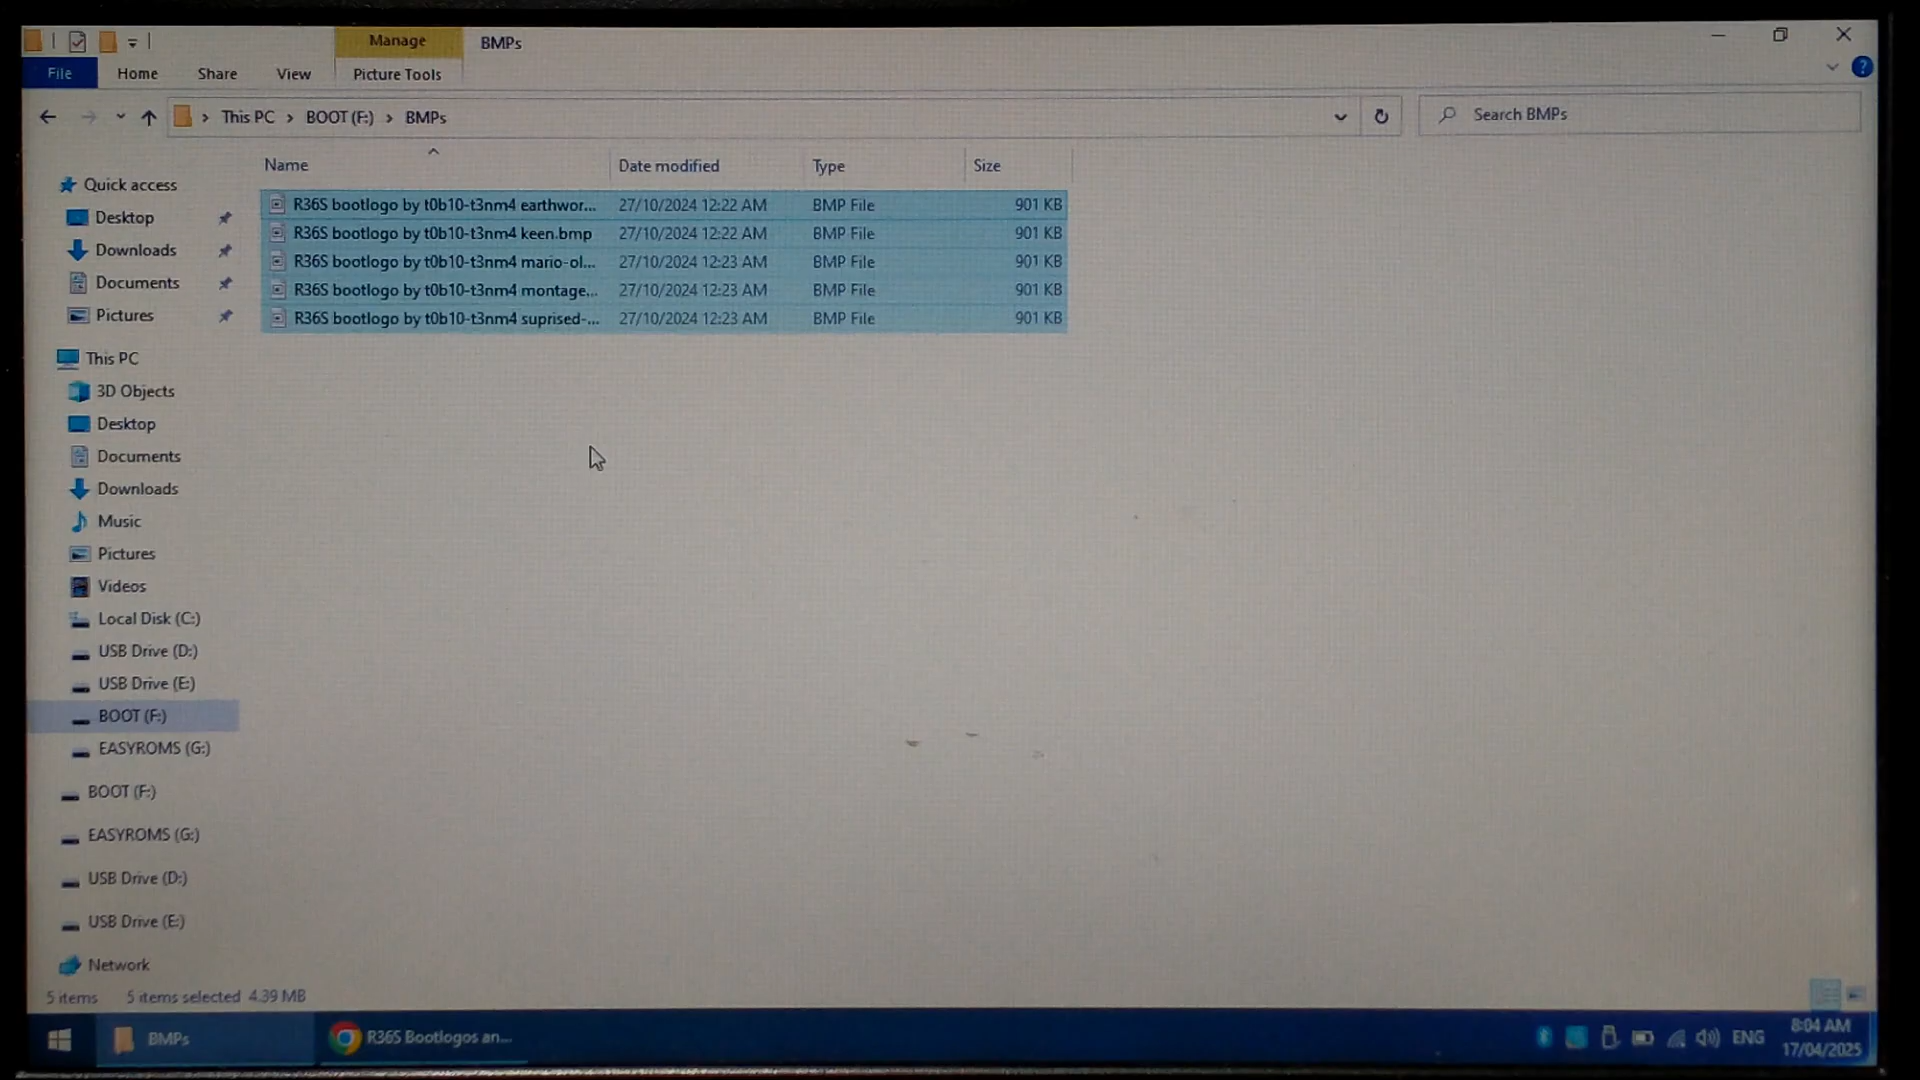 Manage
BMPs
File
Home
Share
View
Picture Tools
This PC
BOOT (F:)
BMPs
Search BMPs
Name
Date modified
Type
Size
R36S bootlogo by t0b10-t3nm4 earthwor... 27/10/2024 12:22 AM BMP File 901 KB
R36S bootlogo by t0b10-t3nm4 keen.bmp 27/10/2024 12:22 AM BMP File 901 KB
R36S bootlogo by t0b10-t3nm4 mario-ol... 27/10/2024 12:23 AM BMP File 901 KB
R36S bootlogo by t0b10-t3nm4 montage... 27/10/2024 12:23 AM BMP File 901 KB
R36S bootlogo by t0b10-t3nm4 suprised-... 27/10/2024 12:23 AM BMP File 901 KB
Quick access
Desktop
Downloads
Documents
Pictures
This PC
3D Objects
Desktop
Documents
Downloads
Music
Pictures
Videos
Local Disk (C:)
USB Drive (D:)
USB Drive (E:)
BOOT (F:)
EASYROMS (G:)
BOOT (F:)
EASYROMS (G:)
USB Drive (D:)
USB Drive (E:)
Network
5 items 5 items selected 4.39 MB
BMPs
R36S Bootlogos an...
ENG
8:04 AM
17/04/2025